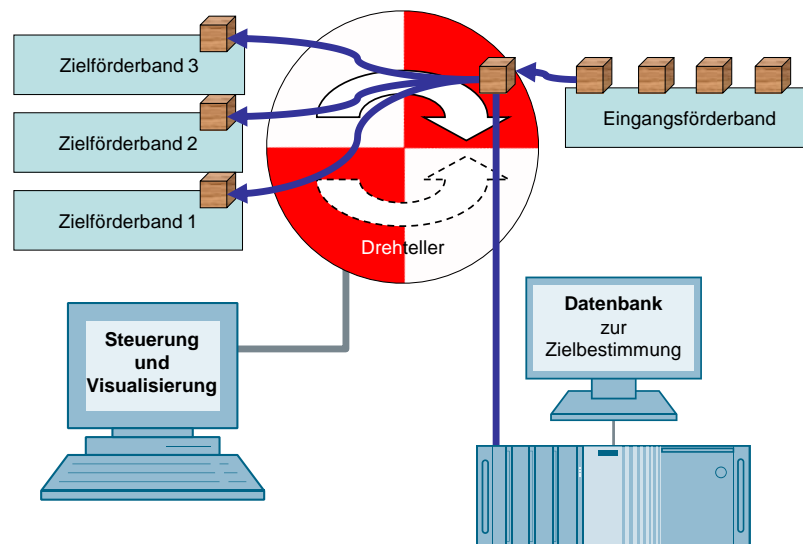 Zielförderband 3
Zielförderband 2
Zielförderband 1
Eingangsförderband
Drehteller
Steuerung
und
Visualisierung
Datenbank
zur
Zielbestimmung